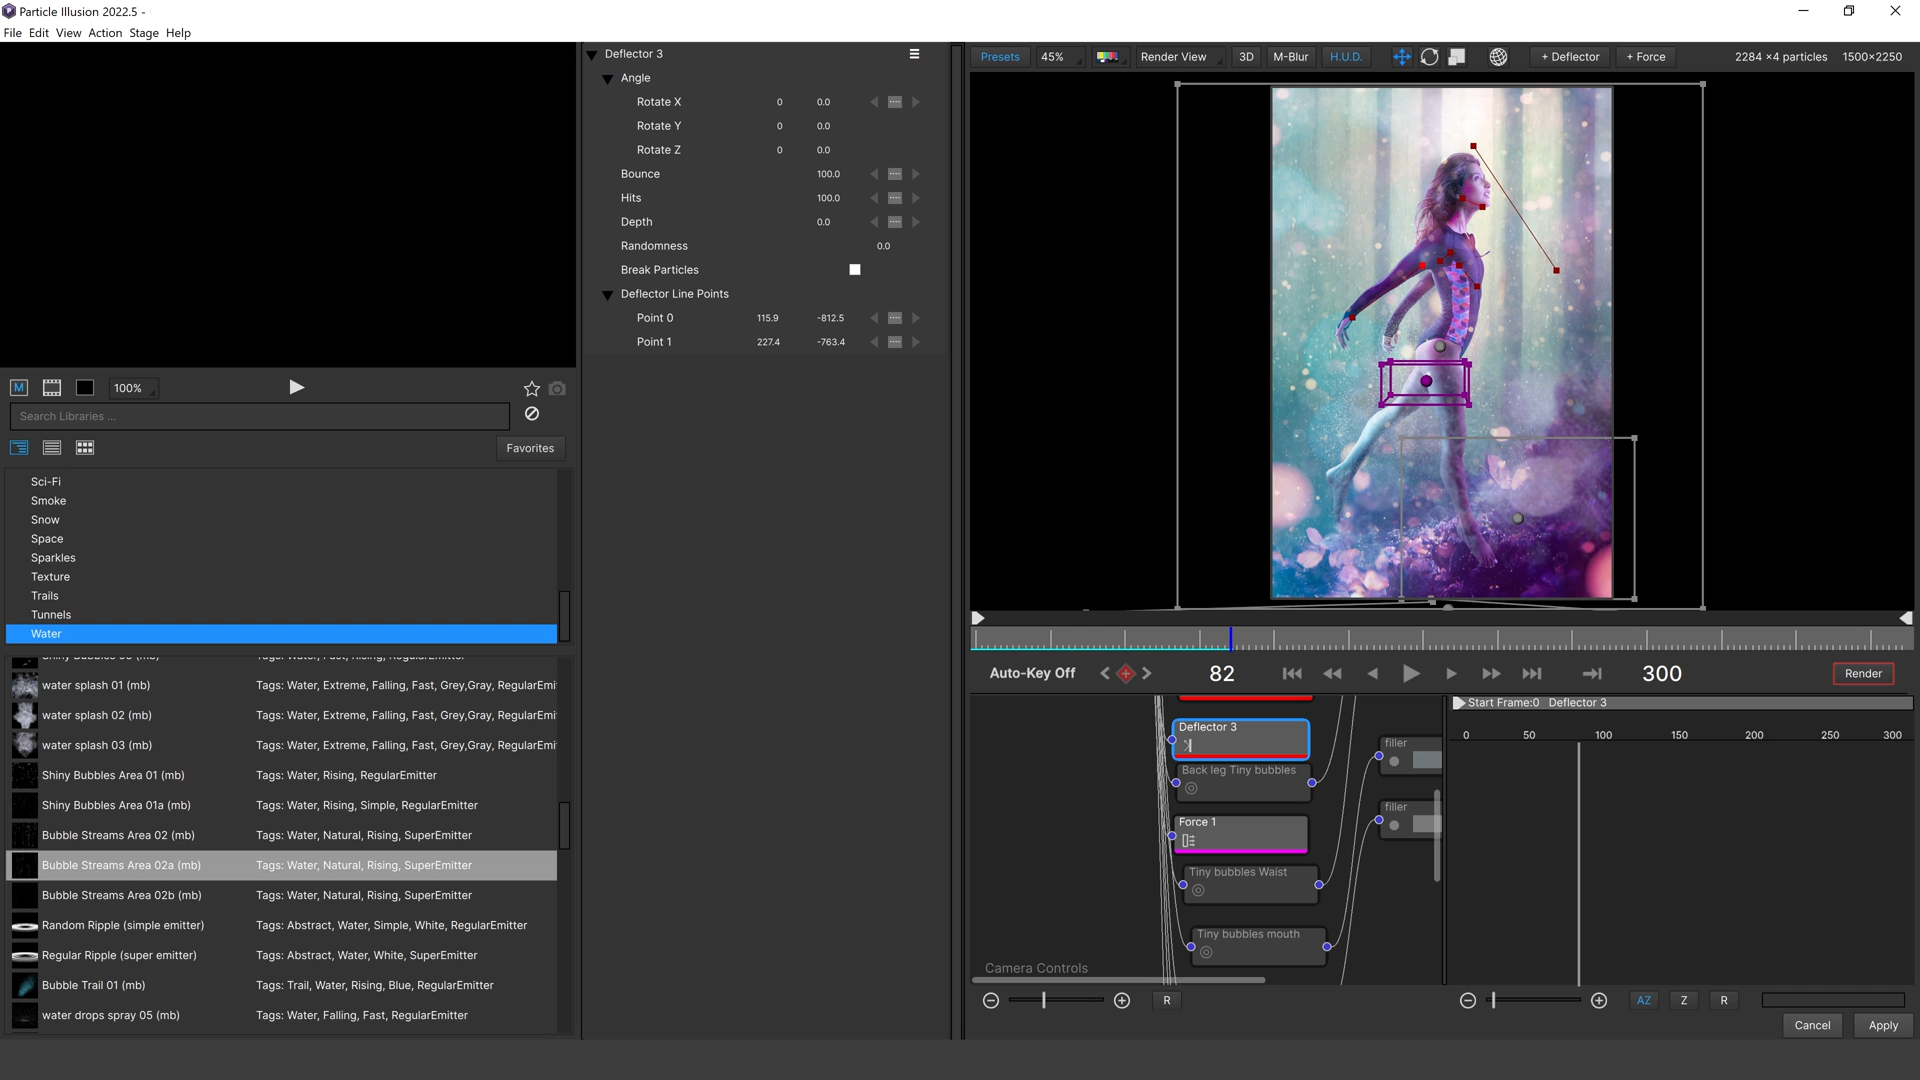 Particle Illusion 2022.5 -
File Edit View Action Stage Help
Deflector 3
Angle
Rotate X 0 0.0
Rotate Y 0 0.0
Rotate Z 0 0.0
Bounce 100.0
Hits 100.0
Depth 0.0
Randomness 0.0
Break Particles
Deflector Line Points
Point 0 115.9 -812.5
Point 1 227.4 -763.4
Presets 45% Render View 3D M-Blur H.U.D. + Deflector + Force 2284 ×4 particles 1500×2250
M 100%
Search Libraries ...
Favorites
Sci-Fi
Smoke
Snow
Space
Sparkles
Texture
Trails
Tunnels
Water
water splash 01 (mb) Tags: Water, Extreme, Falling, Fast, Grey,Gray, RegularEmi
water splash 02 (mb) Tags: Water, Extreme, Falling, Fast, Grey,Gray, RegularEmi
water splash 03 (mb) Tags: Water, Extreme, Falling, Fast, Grey,Gray, RegularEmi
Shiny Bubbles Area 01 (mb) Tags: Water, Rising, RegularEmitter
Shiny Bubbles Area 01a (mb) Tags: Water, Rising, Simple, RegularEmitter
Bubble Streams Area 02 (mb) Tags: Water, Natural, Rising, SuperEmitter
Bubble Streams Area 02a (mb) Tags: Water, Natural, Rising, SuperEmitter
Bubble Streams Area 02b (mb) Tags: Water, Natural, Rising, SuperEmitter
Random Ripple (simple emitter) Tags: Abstract, Water, Simple, White, RegularEmitter
Regular Ripple (super emitter) Tags: Abstract, Water, White, SuperEmitter
Bubble Trail 01 (mb) Tags: Trail, Water, Rising, Blue, RegularEmitter
water drops spray 05 (mb) Tags: Water, Falling, Fast, RegularEmitter
Auto-Key Off 82 300 Render
Deflector 3
Back leg Tiny bubbles
Force 1
Tiny bubbles Waist
Tiny bubbles mouth
filler
filler
Camera Controls
R
Start Frame:0 Deflector 3
0 50 100 150 200 250 300
AZ Z R
Cancel Apply